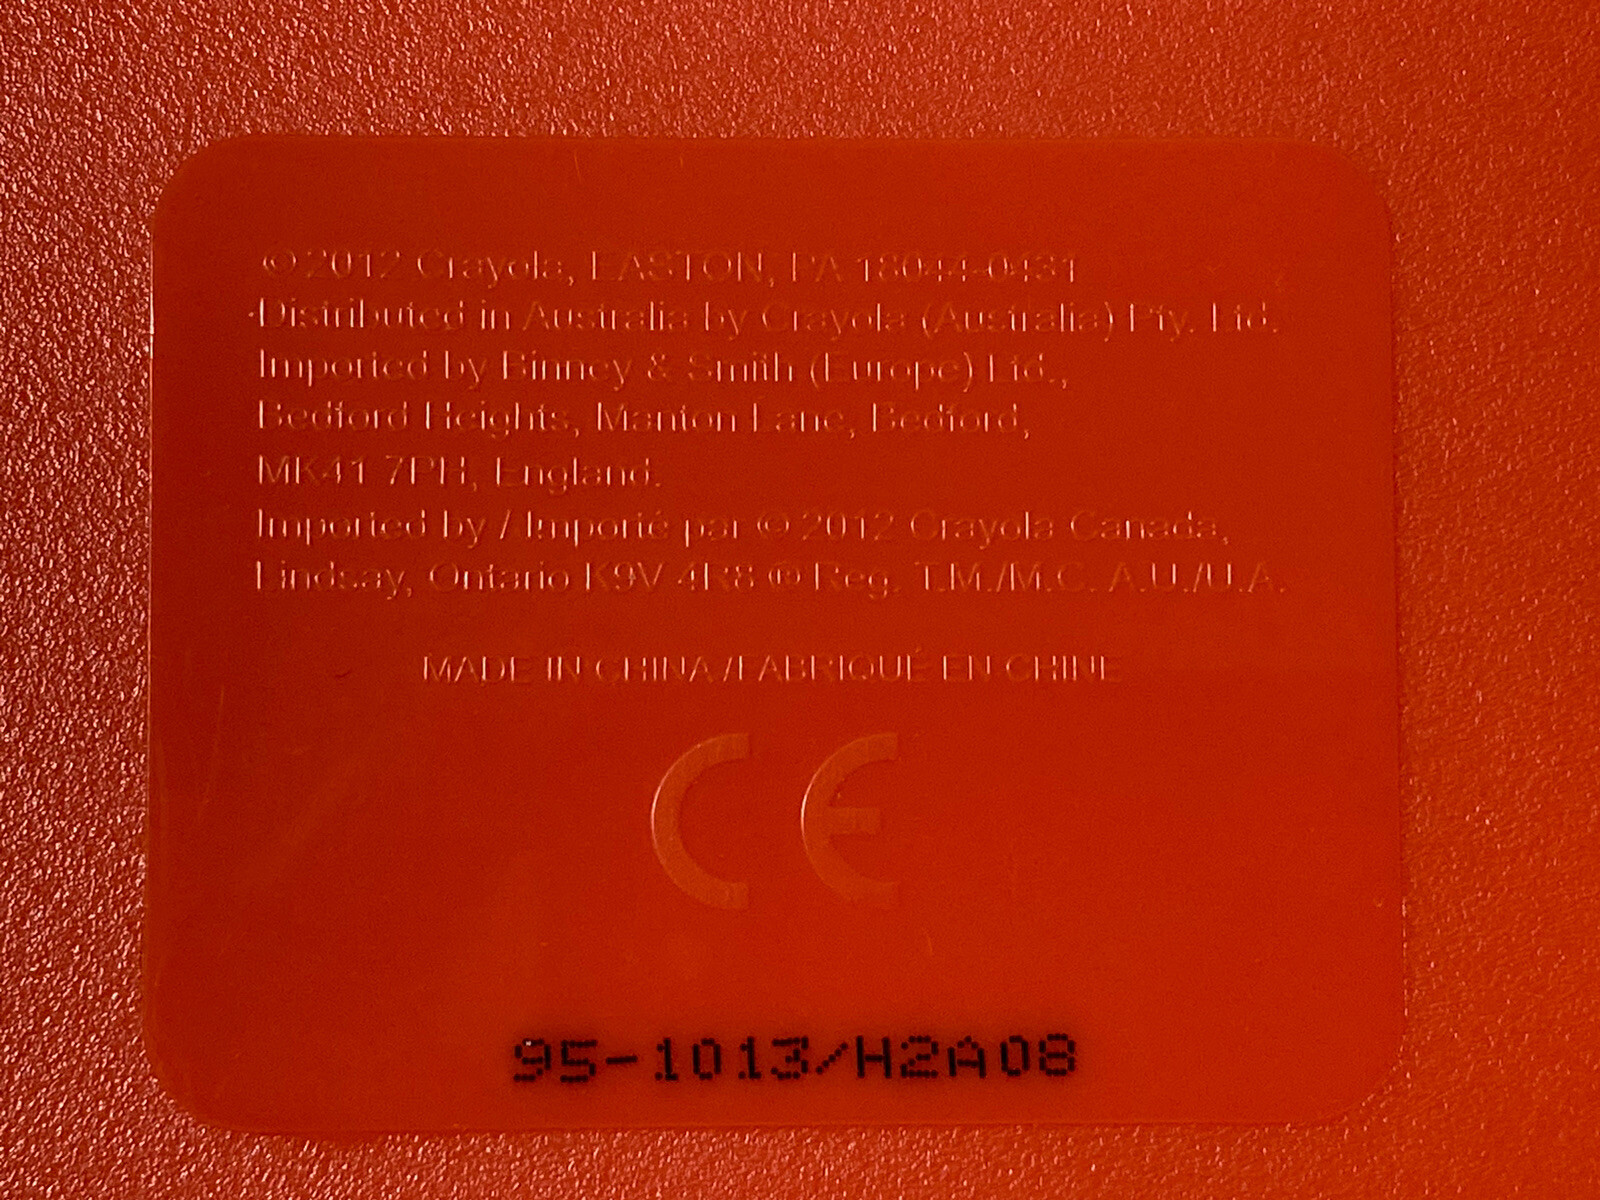 © 2012 Crayola, EASTON, PA 18044-0431
Distributed in Australia by Crayola (Australia) Pty. Ltd.
Imported by Binney & Smith (Europe) Ltd.,
Bedford Heights, Manton Lane, Bedford,
MK41 7PH, England.
Imported by / Importé par © 2012 Crayola Canada,
Lindsay, Ontario K9V 4R8 ® Reg. T.M./M.C. A.U./U.A.
MADE IN CHINA /FABRIQUÉ EN CHINE
CE
95-1013/H2A08